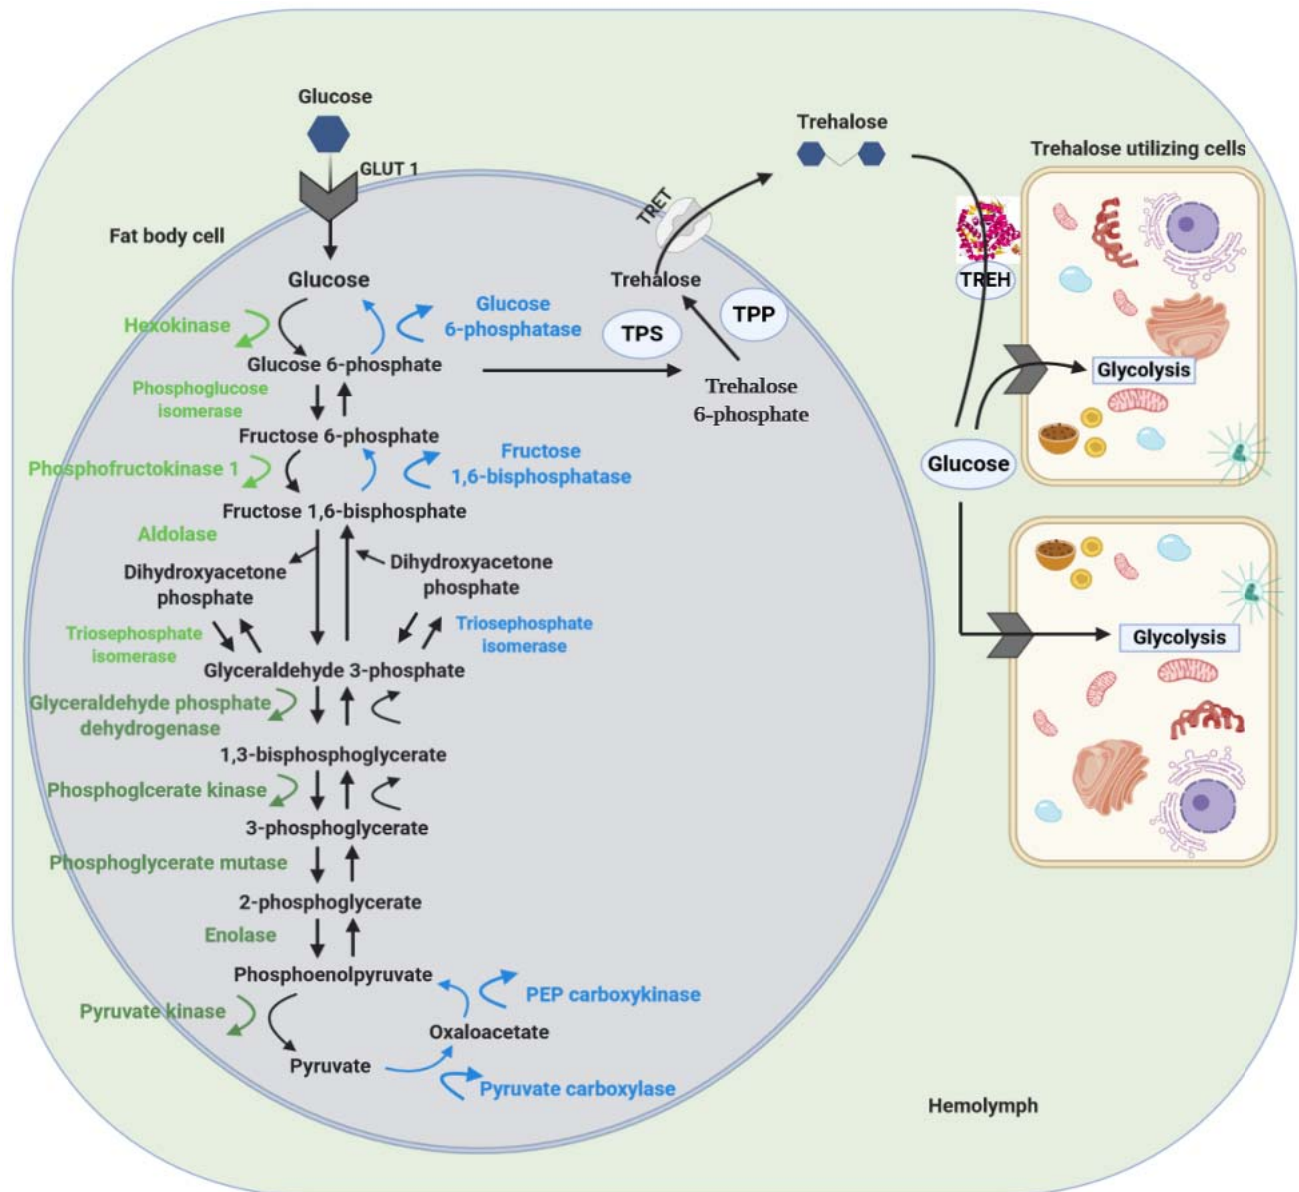 Glucose
GLUT 1
Trehalose
Trehalose utilizing cells
TRET
Fat body cell
Glucose
Trehalose
TREH
Hexokinase
Glucose
6-phosphatase
TPS
TPP
Glucose 6-phosphate
Phosphoglucose
isomerase
Trehalose
6-phosphate
Glycolysis
Fructose 6-phosphate
Phosphofructokinase 1
Fructose
1,6-bisphosphatase
Glucose
Fructose 1,6-bisphosphate
Aldolase
Dihydroxyacetone
phosphate
Dihydroxyacetone
phosphate
Triosephosphate
isomerase
Triosephosphate
isomerase
Glycolysis
Glyceraldehyde 3-phosphate
Glyceraldehyde phosphate
dehydrogenase
1,3-bisphosphoglycerate
Phosphoglcerate kinase
3-phosphoglycerate
Phosphoglycerate mutase
2-phosphoglycerate
Enolase
Phosphoenolpyruvate
Pyruvate kinase
PEP carboxykinase
Oxaloacetate
Pyruvate
Pyruvate carboxylase
Hemolymph